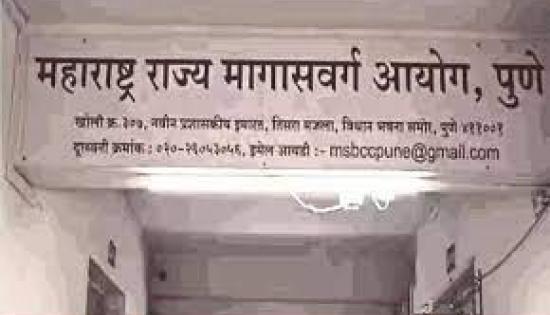 महाराष्ट्र राज्य मागासवर्ग आयोग, पुणे
खोली क्र. ३०७, नवीन प्रशासकीय इमारत, तिसरा मजला, विधान भवना समोर, पुणे ४११००१
दूरध्वनी क्रमांक : ०२०-२६०५३०५६, इमेल आयडी :- msbccpune@gmail.com